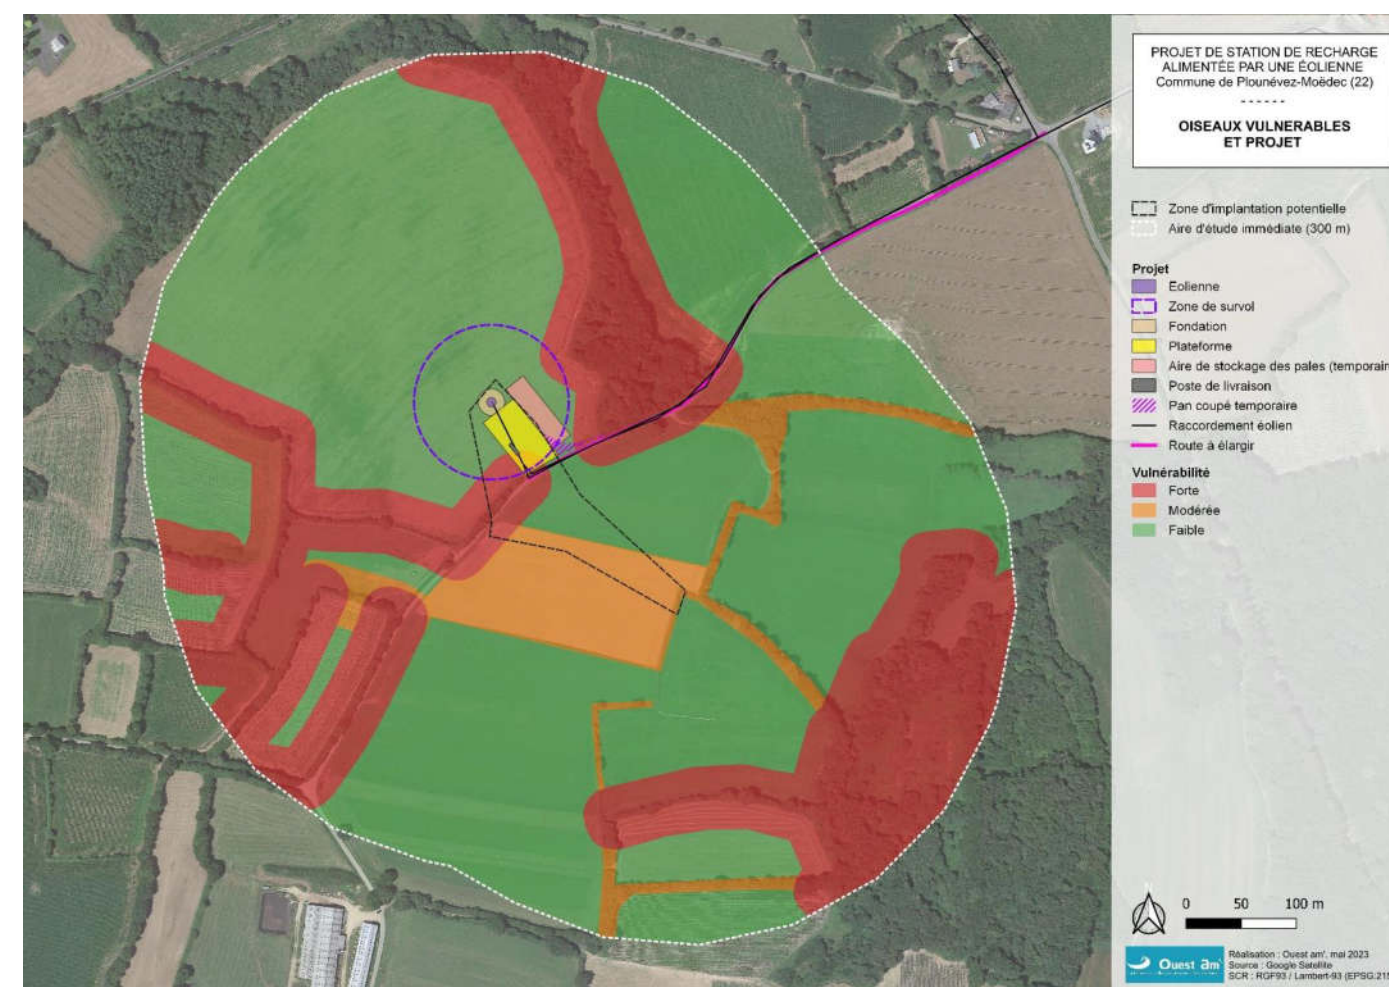 PROJET DE STATION DE RECHARGE
ALIMENTÉE PAR UNE ÉOLIENNE
Commune de Plounévez-Moëdec (22)
- - - - - -
OISEAUX VULNERABLES
ET PROJET
Zone d'implantation potentielle
Aire d'étude immédiate (300 m)
Projet
Eolienne
Zone de survol
Fondation
Plateforme
Aire de stockage des pales (temporair
Poste de livraison
Pan coupé temporaire
Raccordement éolien
Route à élargir
Vulnérabilité
Forte
Modérée
Faible
0 50 100 m
Ouest am'
Réalisation : Ouest am', mai 2023
Source : Google Satellite
SCR : RGF93 / Lambert-93 (EPSG:215